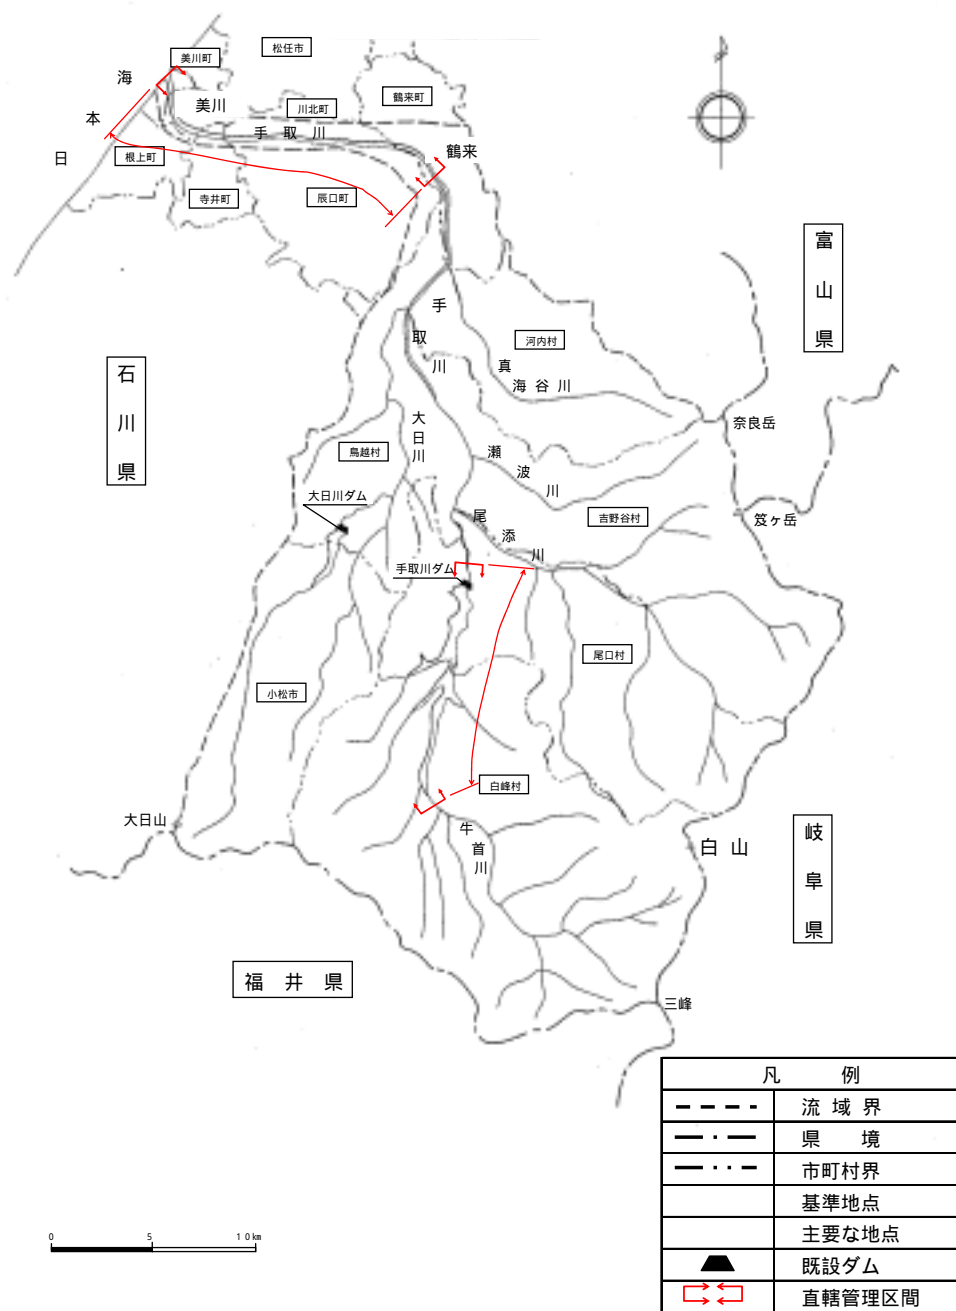 松任市
美川町
海
鶴来町
美川
川北町
本
手取川
鶴来
日
根上町
寺井町
辰口町
富山県
手取川
河内村
真海谷川
石川県
大日川
奈良岳
鳥越村
瀬波川
大日川ダム
尾添川
吉野谷村
笈ヶ岳
手取川ダム
尾口村
小松市
白峰村
大日山
牛首川
白山
岐阜県
福井県
三峰
凡例
流域界
県境
市町村界
基準地点
主要な地点
既設ダム
直轄管理区間
0 5 10km